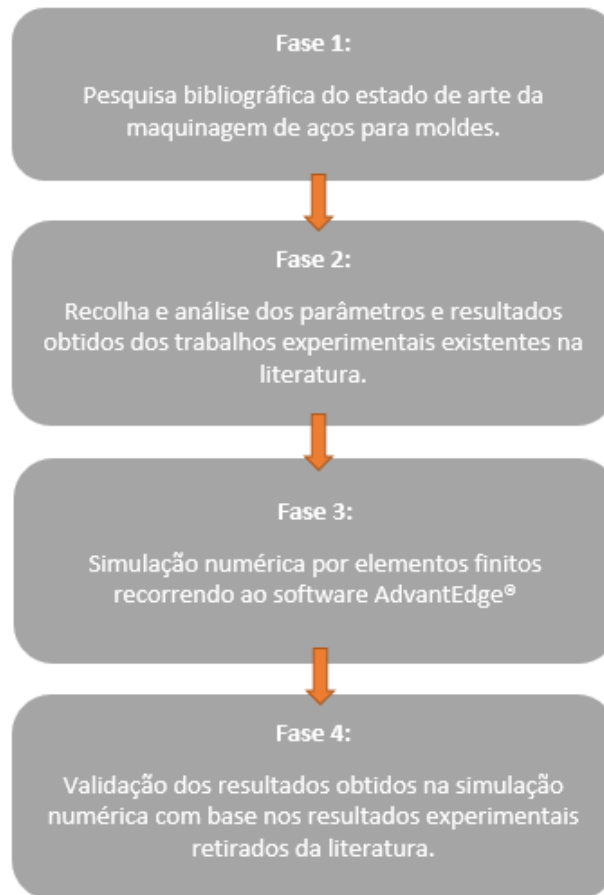 Fase 1:
Pesquisa bibliográfica do estado de arte da
maquinagem de aços para moldes.
Fase 2:
Recolha e análise dos parâmetros e resultados
obtidos dos trabalhos experimentais existentes na
literatura.
Fase 3:
Simulação numérica por elementos finitos
recorrendo ao software AdvantEdge®
Fase 4:
Validação dos resultados obtidos na simulação
numérica com base nos resultados experimentais
retirados da literatura.